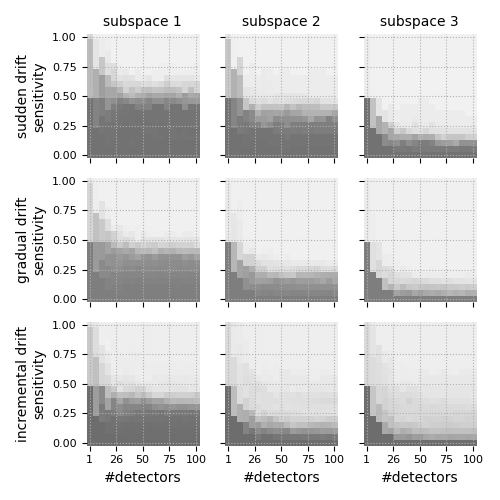 subspace 1 subspace 2 subspace 3
sudden drift
sensitivity
1.00
0.75
0.50
0.25
0.00
gradual drift
sensitivity
1.00
0.75
0.50
0.25
0.00
incremental drift
sensitivity
1.00
0.75
0.50
0.25
0.00
1 26 50 75 100 1 26 50 75 100 1 26 50 75 100
#detectors #detectors #detectors